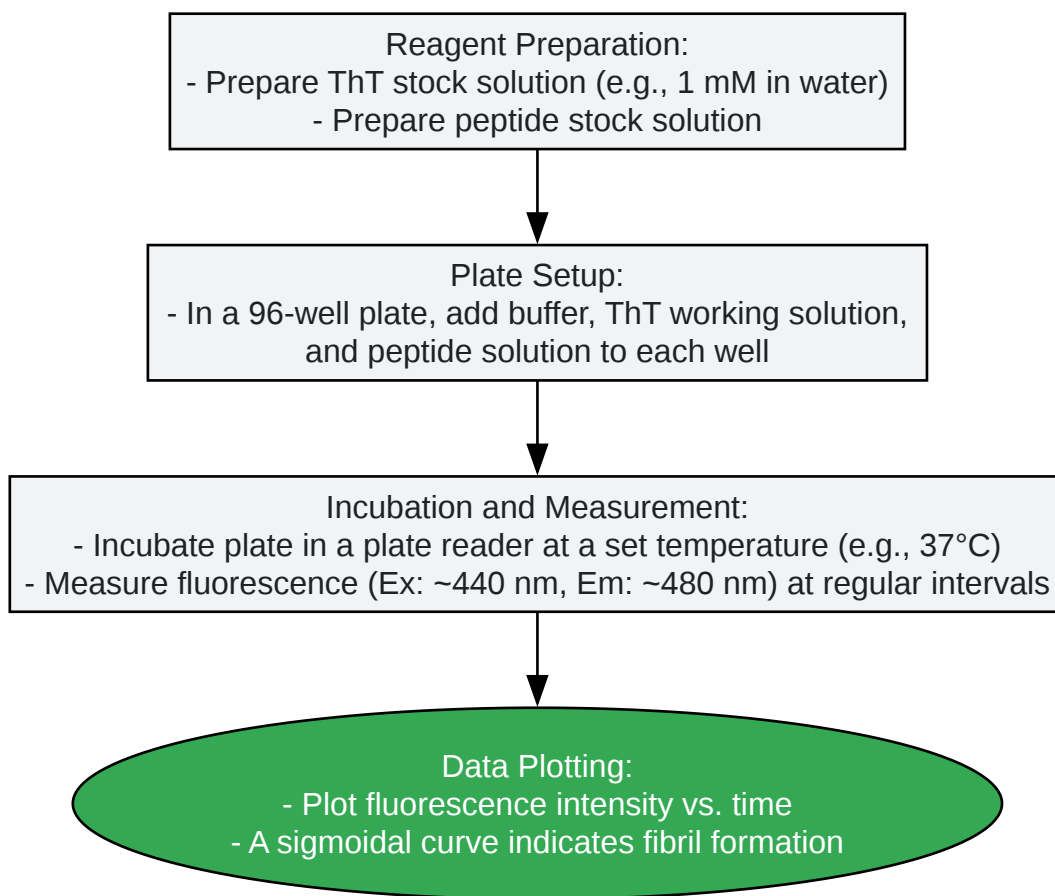 Reagent Preparation:
- Prepare ThT stock solution (e.g., 1 mM in water)
- Prepare peptide stock solution
Plate Setup:
- In a 96-well plate, add buffer, ThT working solution,
and peptide solution to each well
Incubation and Measurement:
- Incubate plate in a plate reader at a set temperature (e.g., 37°C)
- Measure fluorescence (Ex: ~440 nm, Em: ~480 nm) at regular intervals
Data Plotting:
- Plot fluorescence intensity vs. time
- A sigmoidal curve indicates fibril formation